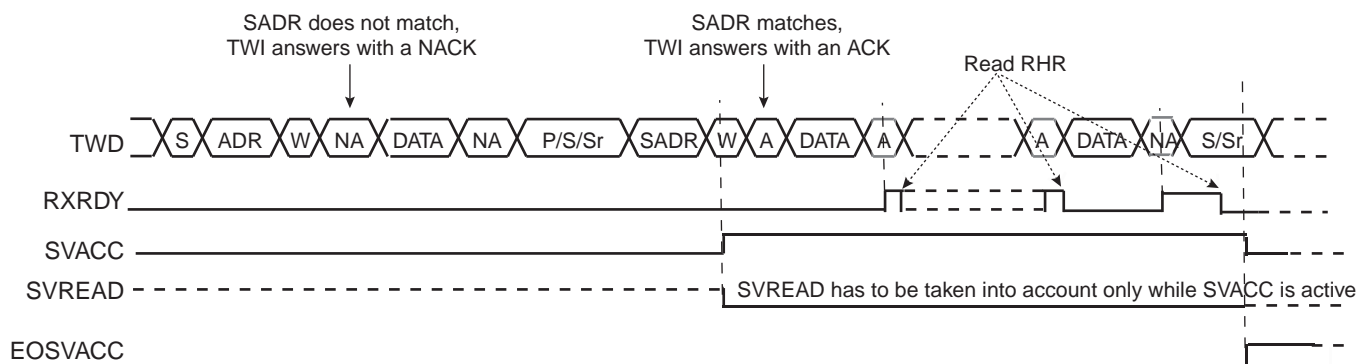 SADR does not match,
TWI answers with a NACK
SADR matches,
TWI answers with an ACK
Read RHR
TWD S ADR W NA DATA NA P/S/Sr SADR W A DATA A A DATA NA S/Sr
RXRDY
SVACC
SVREAD SVREAD has to be taken into account only while SVACC is active
EOSVACC